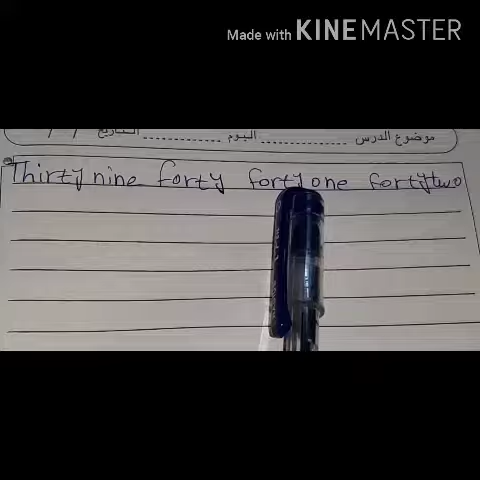 Made with KINEMASTER
موضوع الدرس .................. اليوم .................. التاريخ / /
Thirty nine forty forty one forty two